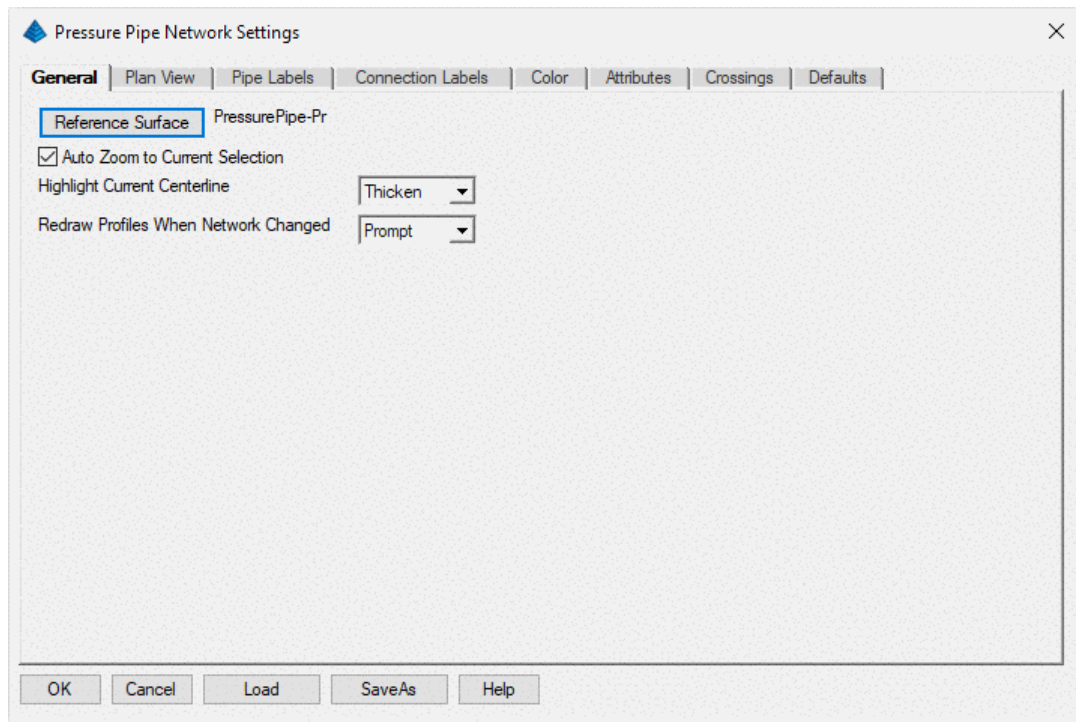 Pressure Pipe Network Settings
General Plan View Pipe Labels Connection Labels Color Attributes Crossings Defaults
Reference Surface PressurePipe-Pr
Auto Zoom to Current Selection
Highlight Current Centerline Thicken
Redraw Profiles When Network Changed Prompt
OK Cancel Load SaveAs Help